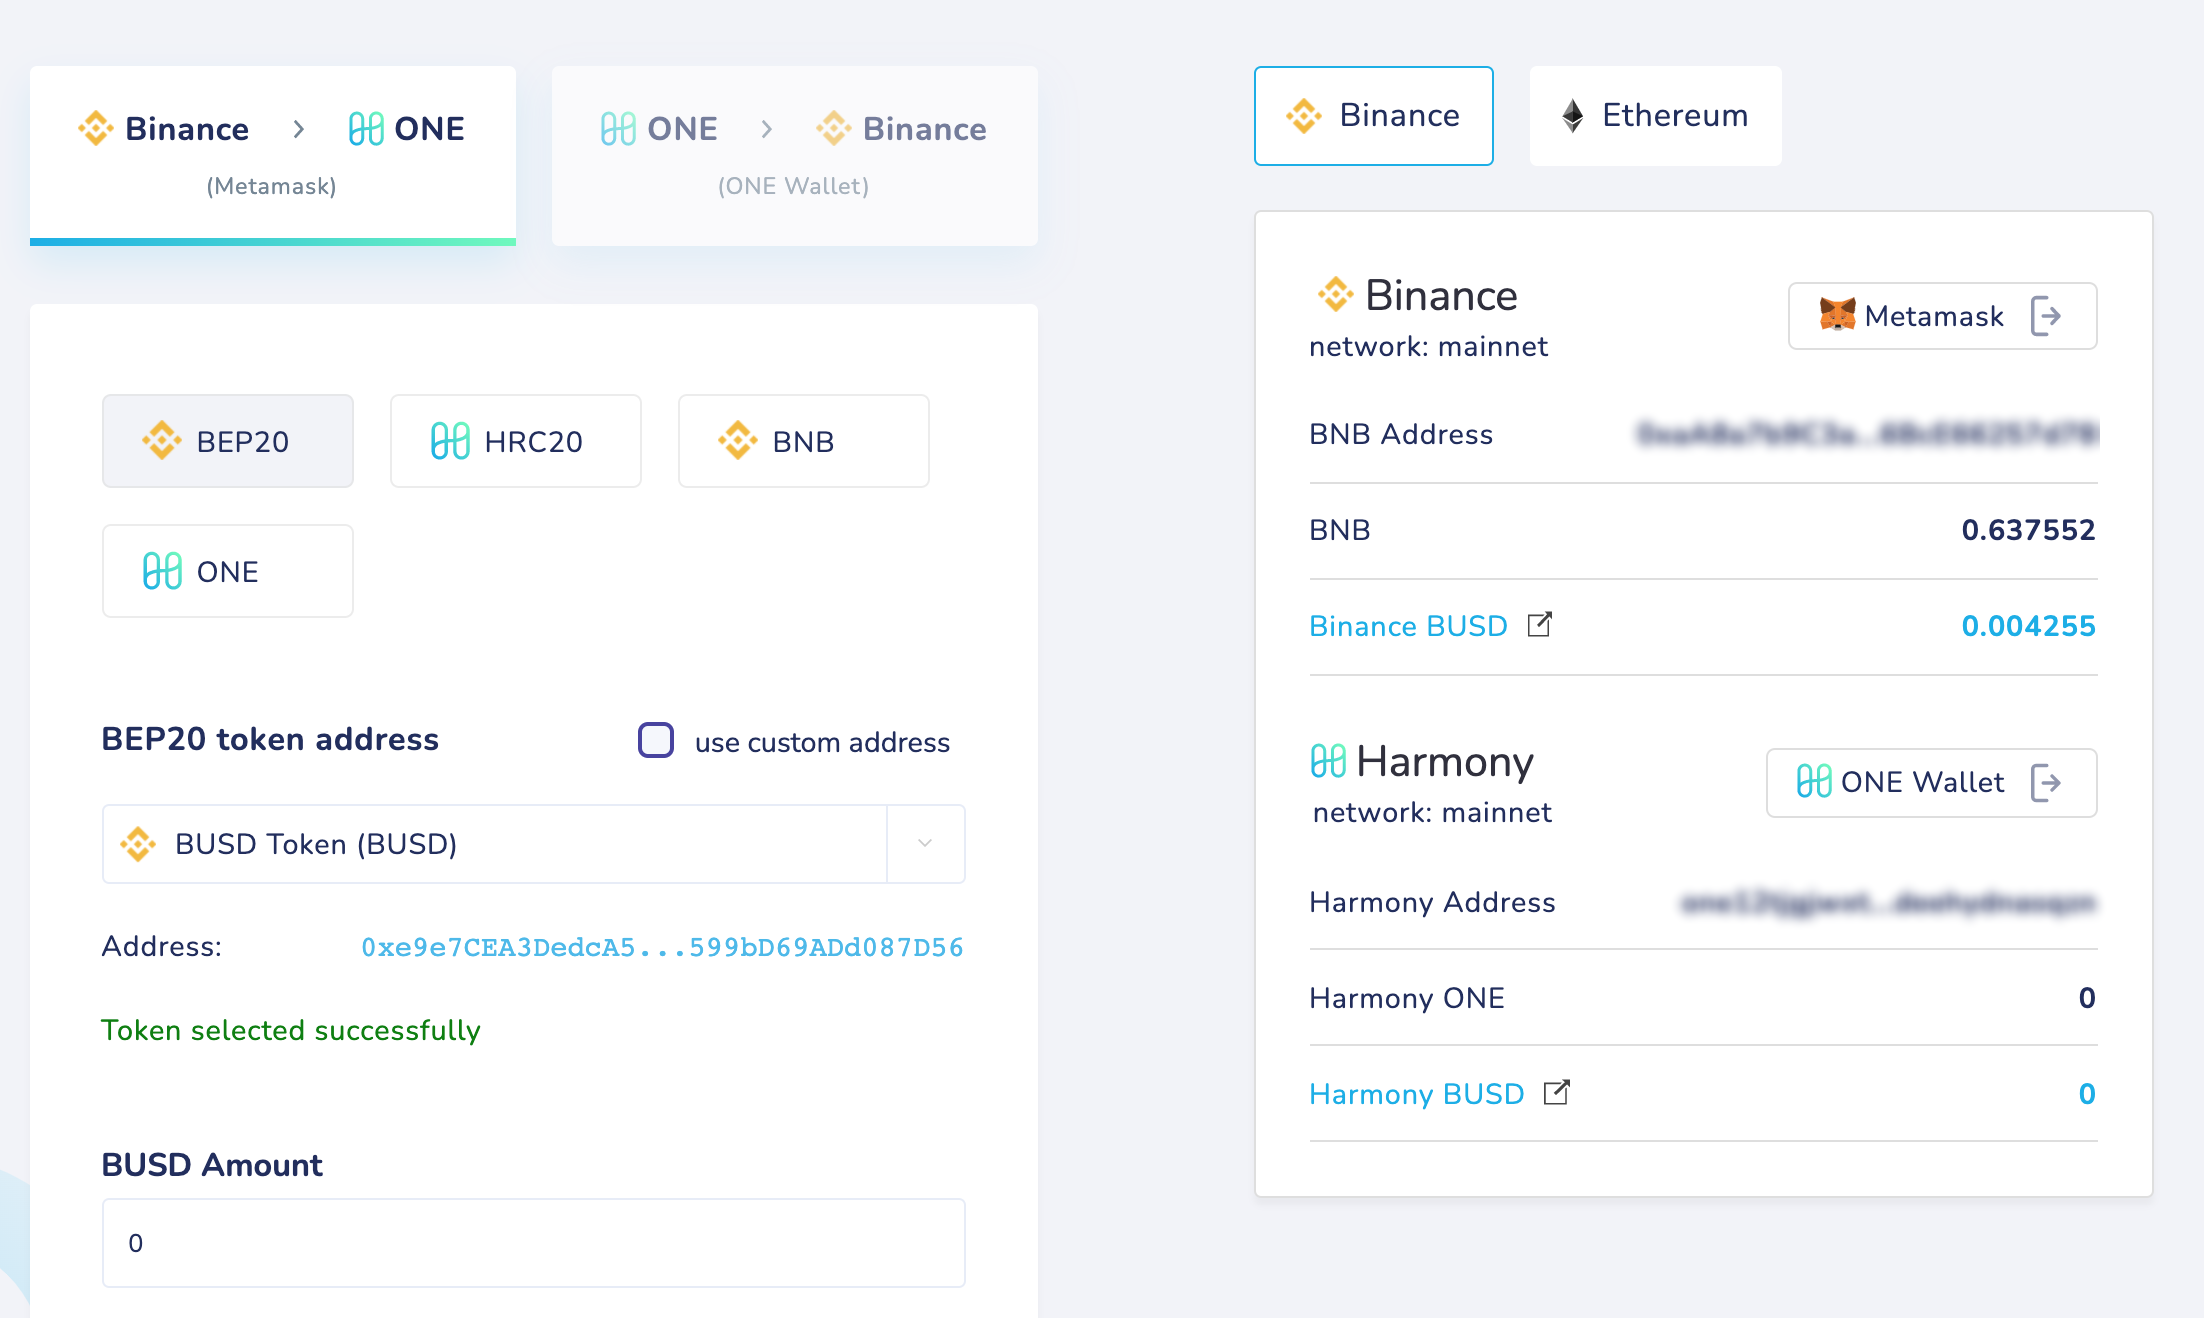 Binance > ONE
(Metamask)
ONE > Binance
(ONE Wallet)
BEP20
HRC20
BNB
ONE
BEP20 token address
use custom address
BUSD Token (BUSD)
Address: 0xe9e7CEA3DedcA5...599bD69ADd087D56
Token selected successfully
BUSD Amount
0
Binance
Ethereum
Binance
Metamask
network: mainnet
BNB Address
BNB 0.637552
Binance BUSD 0.004255
Harmony
ONE Wallet
network: mainnet
Harmony Address
Harmony ONE 0
Harmony BUSD 0